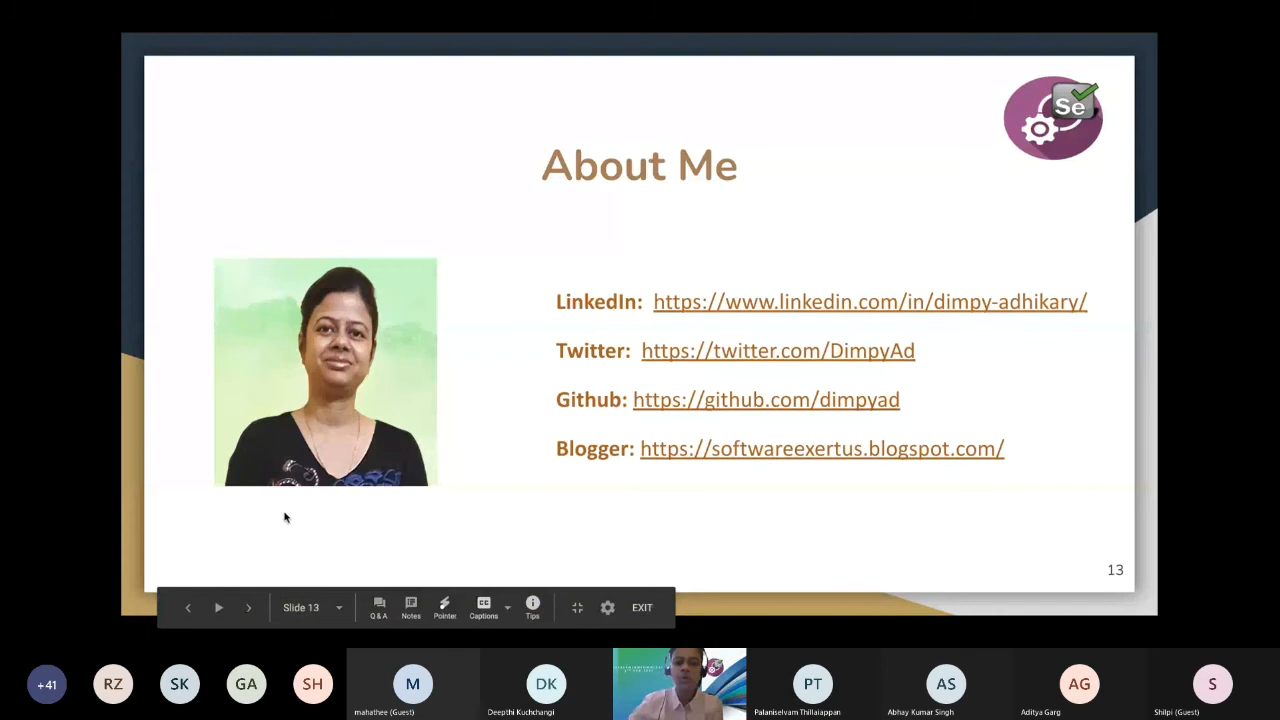 Se
About Me
LinkedIn: https://www.linkedin.com/in/dimpy-adhikary/
Twitter: https://twitter.com/DimpyAd
Github: https://github.com/dimpyad
Blogger: https://softwareexertus.blogspot.com/
13
Slide 13
Q & A
Notes
Pointer
CC
Captions
Tips
EXIT
+41
RZ
SK
GA
SH
M
DK
PT
AS
AG
S
mahathee (Guest)
Deepthi Kuchchangi
Palaniselvam Thillaiappan
Abhay Kumar Singh
Aditya Garg
Shilpi (Guest)